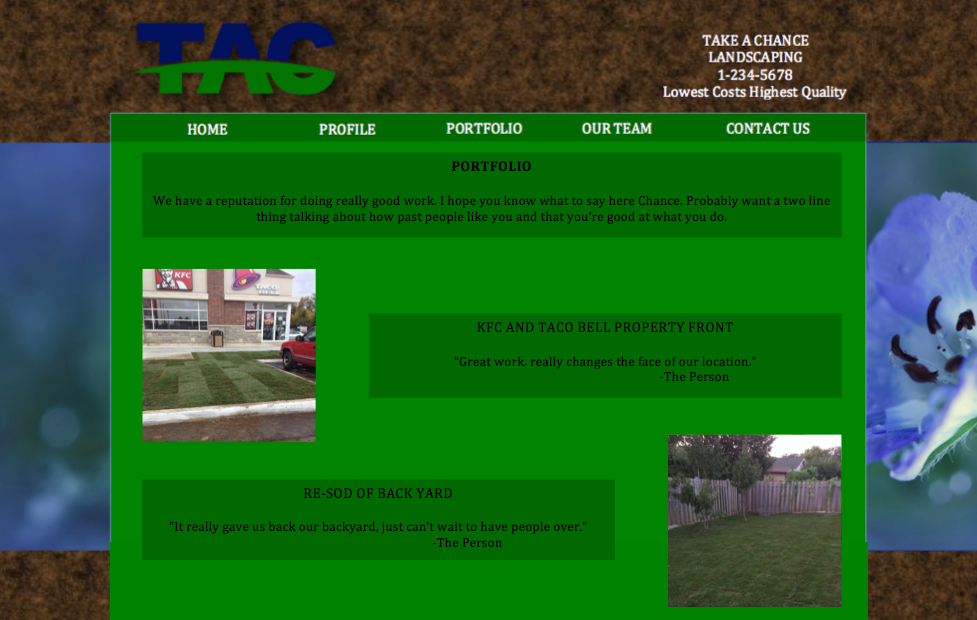 TAC
TAKE A CHANCE
LANDSCAPING
1-234-5678
Lowest Costs Highest Quality
HOME PROFILE PORTFOLIO OUR TEAM CONTACT US
PORTFOLIO
We have a reputation for doing really good work. I hope you know what to say here Chance. Probably want a two line
thing talking about how past people like you and that you're good at what you do.
KFC
TACO
BELL
KFC AND TACO BELL PROPERTY FRONT
"Great work. really changes the face of our location."
-The Person
RE-SOD OF BACK YARD
"It really gave us back our backyard, just can't wait to have people over."
-The Person